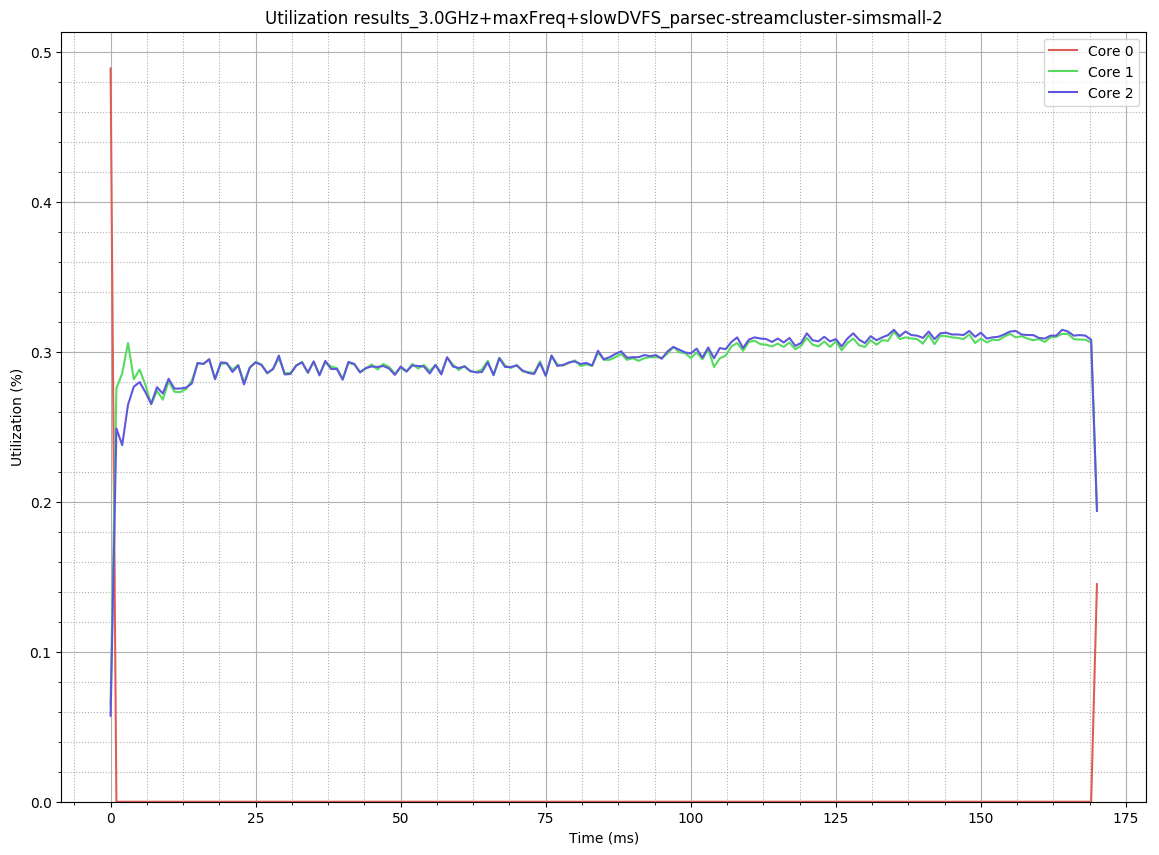 Utilization results_3.0GHz+maxFreq+slowDVFS_parsec-streamcluster-simsmall-2
Core 0
Core 1
Core 2
Utilization (%)
0.5
0.4
0.3
0.2
0.1
0.0
0 25 50 75 100 125 150 175
Time (ms)